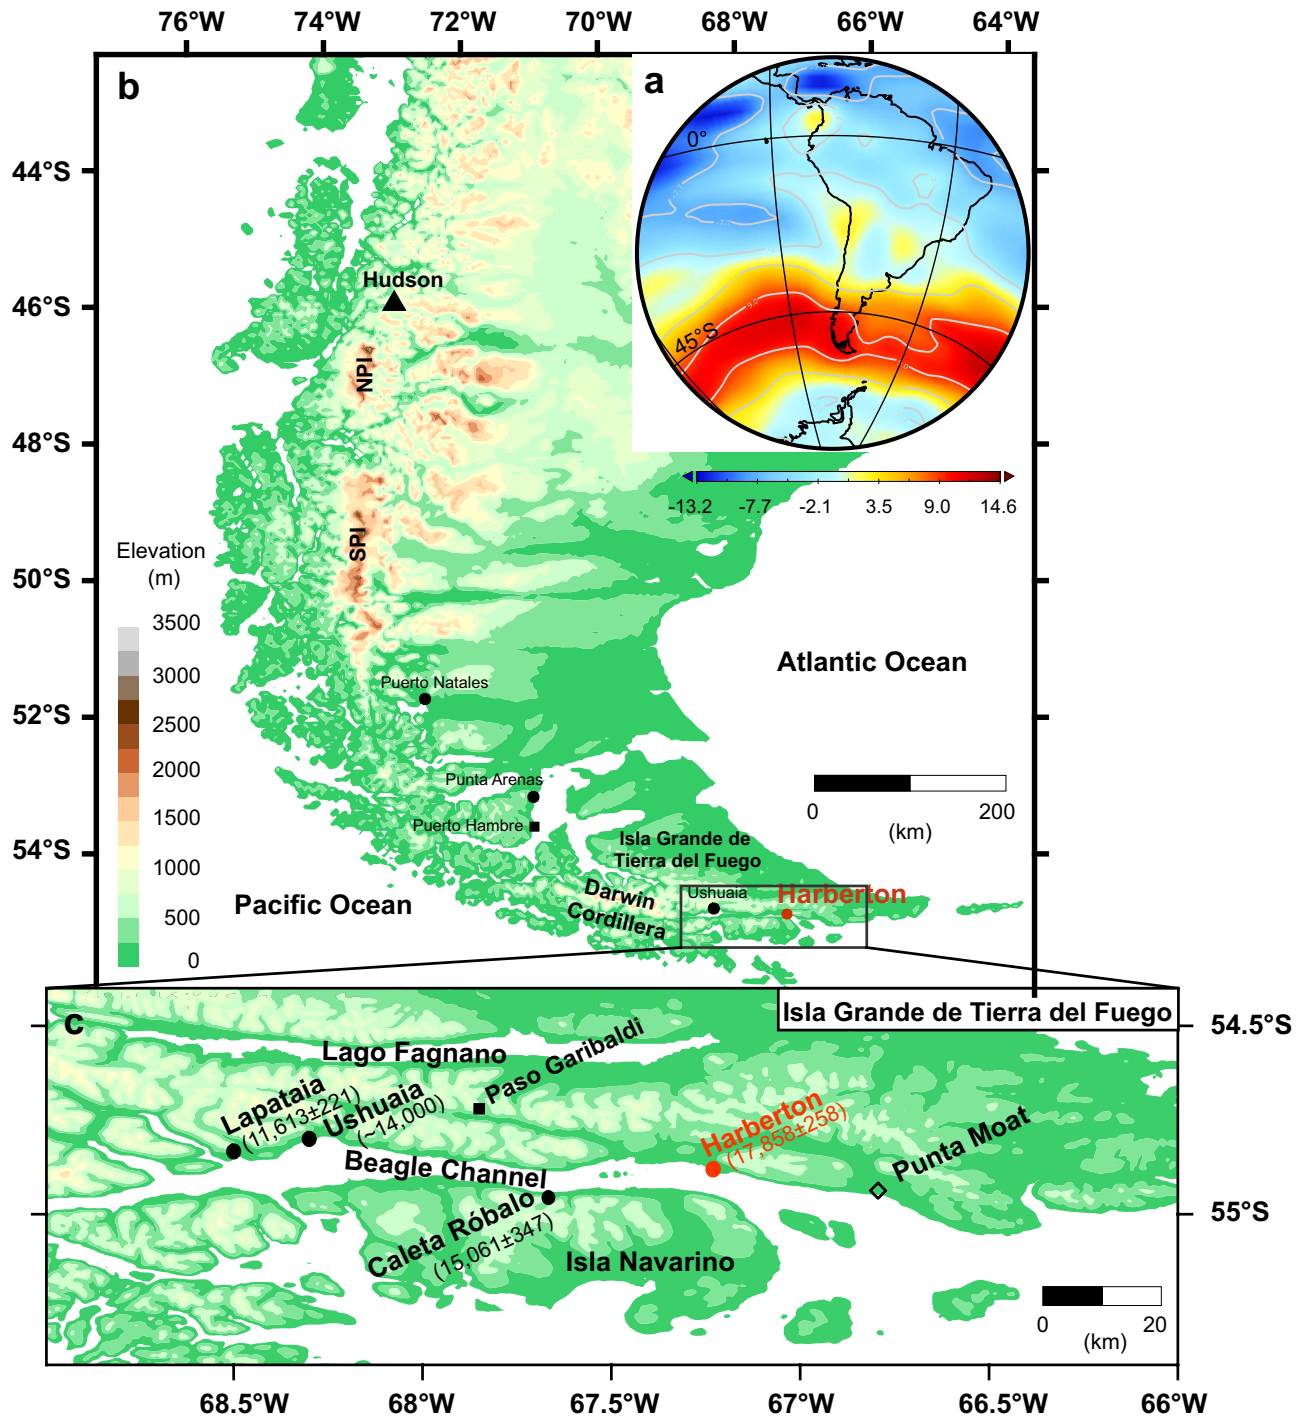 76°W 74°W 72°W 70°W 68°W 66°W 64°W
b
a
0°
45°S
44°S
Hudson
46°S
NPI
48°S
-13.2 -7.7 -2.1 3.5 9.0 14.6
SPI
Elevation
(m)
50°S
3500
3000
2500
2000
1500
1000
500
0
Atlantic Ocean
Puerto Natales
52°S
Punta Arenas
0 200
(km)
Puerto Hambre
54°S
Isla Grande de
Tierra del Fuego
Pacific Ocean
Darwin
Cordillera
Ushuaia
Harberton
c
Isla Grande de Tierra del Fuego
54.5°S
Lago Fagnano
Paso Garibaldi
Lapataia
(11,613±221)
Ushuaia
(~14,000)
Harberton
(17,858±258)
Punta Moat
Beagle Channel
55°S
Caleta Róbalo
(15,061±347)
Isla Navarino
0 20
(km)
68.5°W 68°W 67.5°W 67°W 66.5°W 66°W